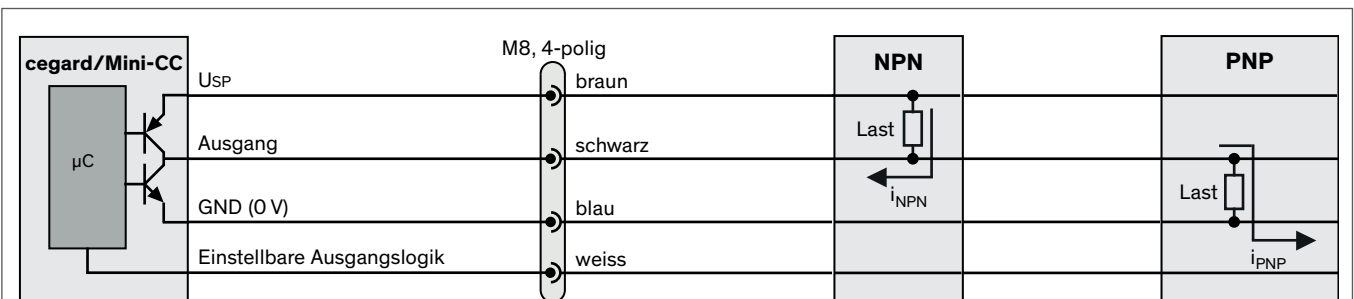 cegard/Mini-CC
M8, 4-polig
NPN
PNP
USP
braun
Ausgang
schwarz
Last
µC
iNPN
Last
GND (0 V)
blau
iPNP
Einstellbare Ausgangslogik
weiss